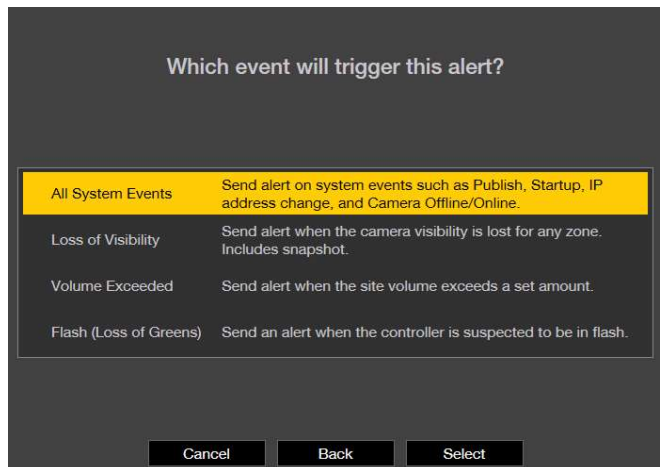 Which event will trigger this alert?
All System Events
Send alert on system events such as Publish, Startup, IP
address change, and Camera Offline/Online.
Loss of Visibility
Send alert when the camera visibility is lost for any zone.
Includes snapshot.
Volume Exceeded
Send alert when the site volume exceeds a set amount.
Flash (Loss of Greens)
Send an alert when the controller is suspected to be in flash.
Cancel
Back
Select